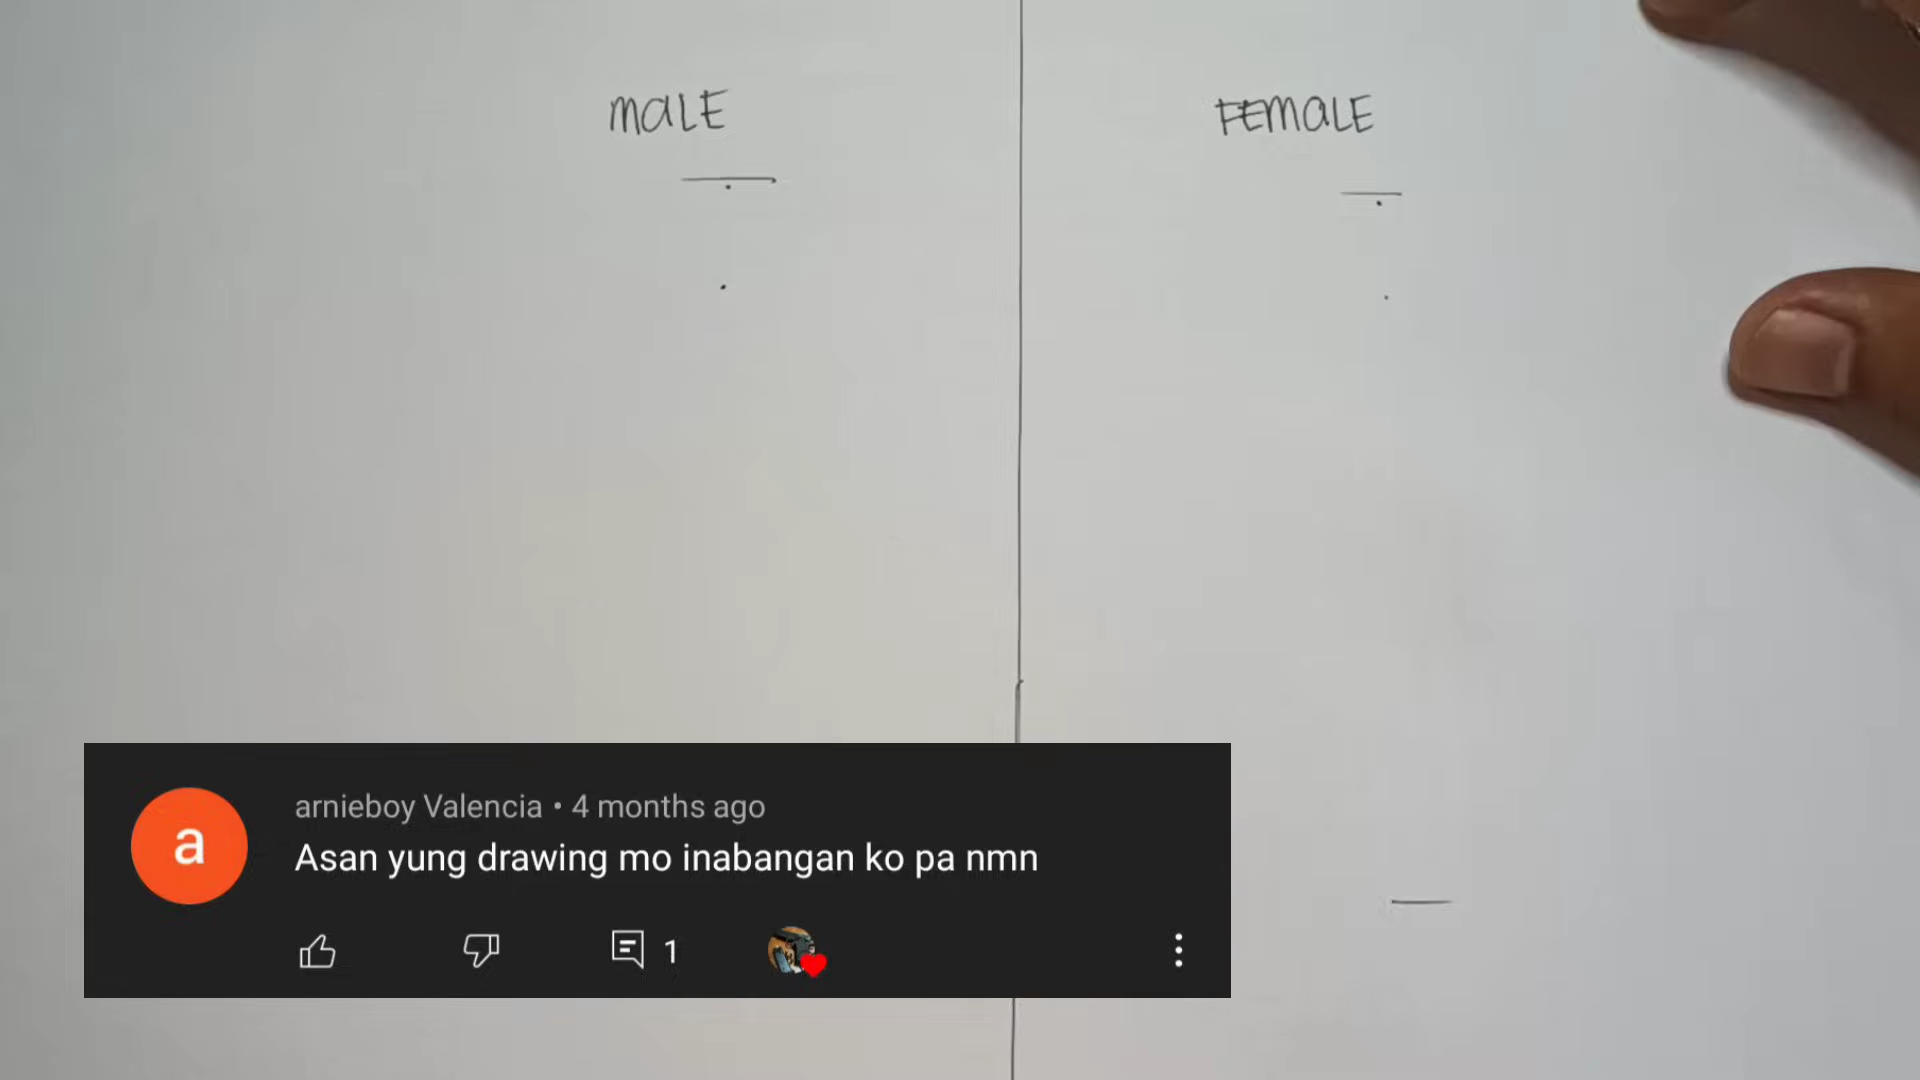 MALE
FEMALE
a
arnieboy Valencia • 4 months ago
Asan yung drawing mo inabangan ko pa nmn
1